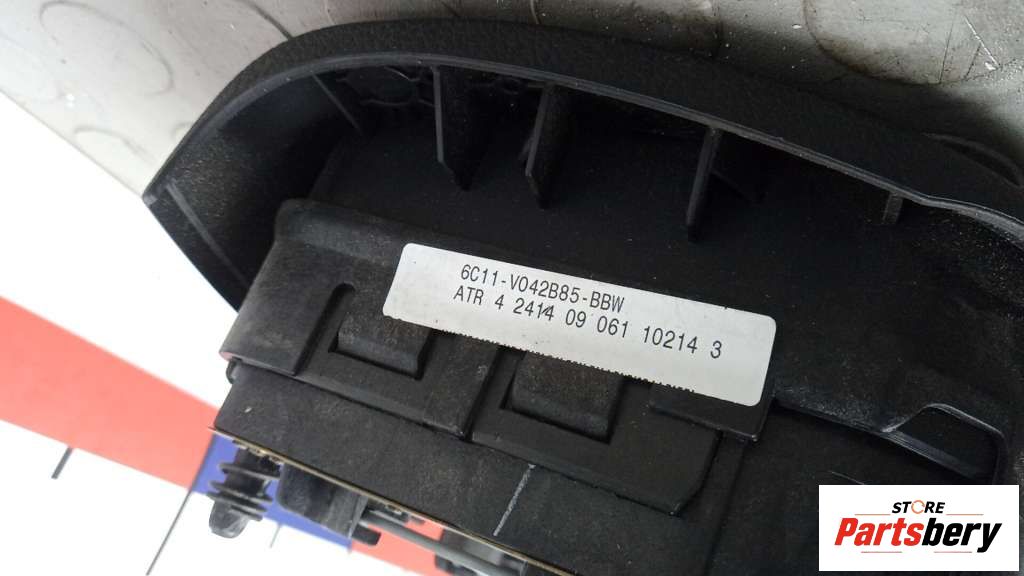 6C11-V042B85-BBW
ATR 4 2414 09 061 10214 3
STORE
Partsbery